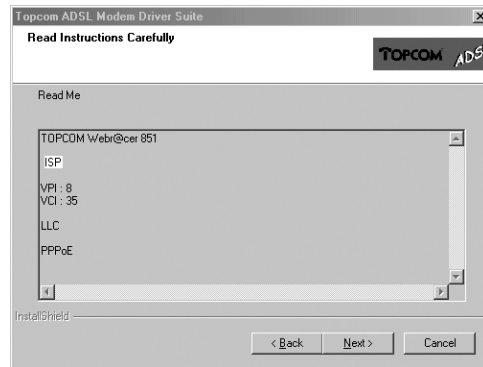 Topcom ADSL Modem Driver Suite
Read Instructions Carefully
TOPCOM ADS
Read Me
TOPCOM Webr@cer 851
ISP
VPI : 8
VCI : 35
LLC
PPPoE
InstallShield
< Back
Next >
Cancel